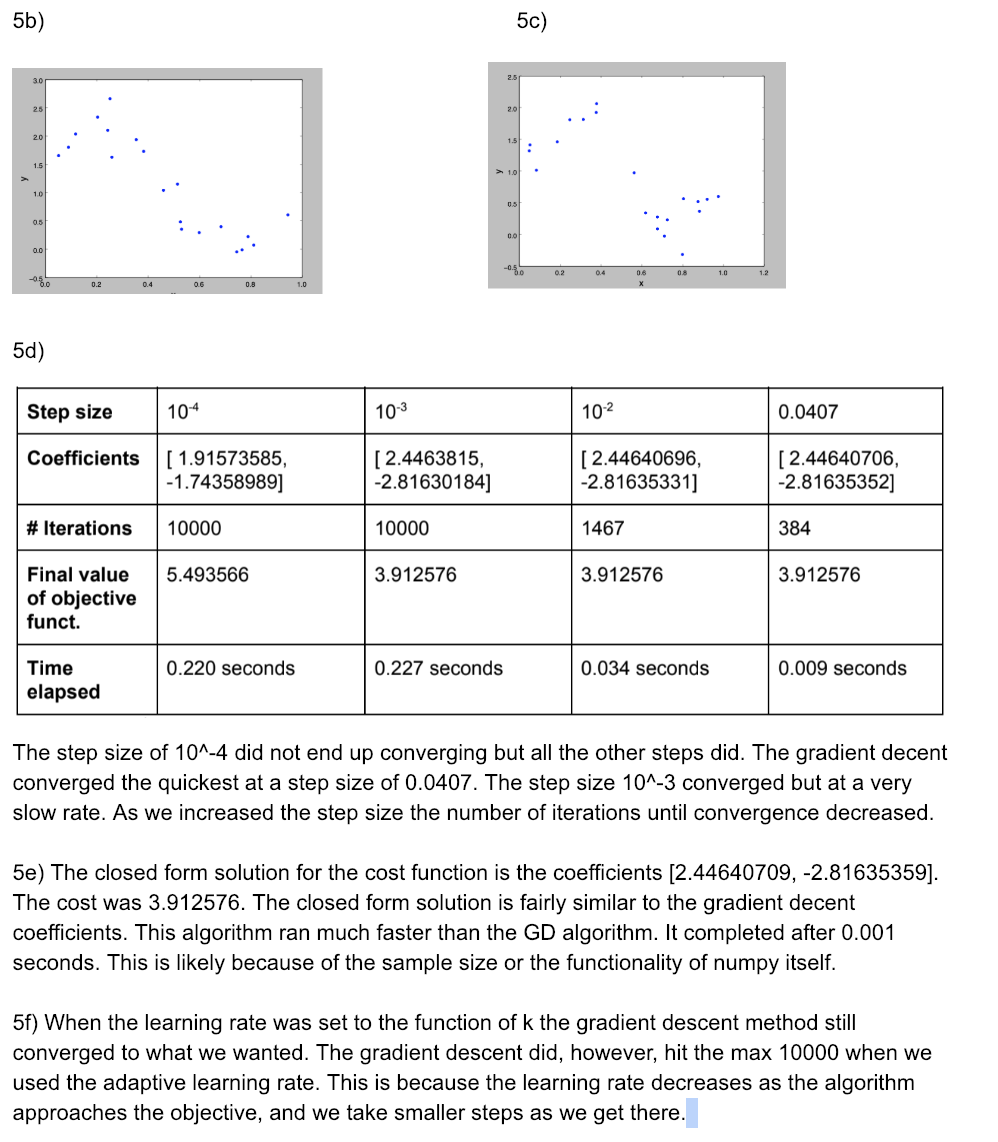 5b)
5c)
3.0
2.5
2.0
1.5
1.0
0.5
0.0
-0.5
y
0.0 0.2 0.4 0.6 0.8 1.0
2.5
2.0
1.5
1.0
0.5
0.0
-0.5
y
0.0 0.2 0.4 0.6 0.8 1.0 1.2
x
5d)
Step size 10-4 10-3 10-2 0.0407
Coefficients [ 1.91573585, [ 2.4463815, [ 2.44640696, [ 2.44640706,
-1.74358989] -2.81630184] -2.81635331] -2.81635352]
# Iterations 10000 10000 1467 384
Final value 5.493566 3.912576 3.912576 3.912576
of objective
funct.
Time 0.220 seconds 0.227 seconds 0.034 seconds 0.009 seconds
elapsed
The step size of 10^-4 did not end up converging but all the other steps did. The gradient decent
converged the quickest at a step size of 0.0407. The step size 10^-3 converged but at a very
slow rate. As we increased the step size the number of iterations until convergence decreased.
5e) The closed form solution for the cost function is the coefficients [2.44640709, -2.81635359].
The cost was 3.912576. The closed form solution is fairly similar to the gradient decent
coefficients. This algorithm ran much faster than the GD algorithm. It completed after 0.001
seconds. This is likely because of the sample size or the functionality of numpy itself.
5f) When the learning rate was set to the function of k the gradient descent method still
converged to what we wanted. The gradient descent did, however, hit the max 10000 when we
used the adaptive learning rate. This is because the learning rate decreases as the algorithm
approaches the objective, and we take smaller steps as we get there.